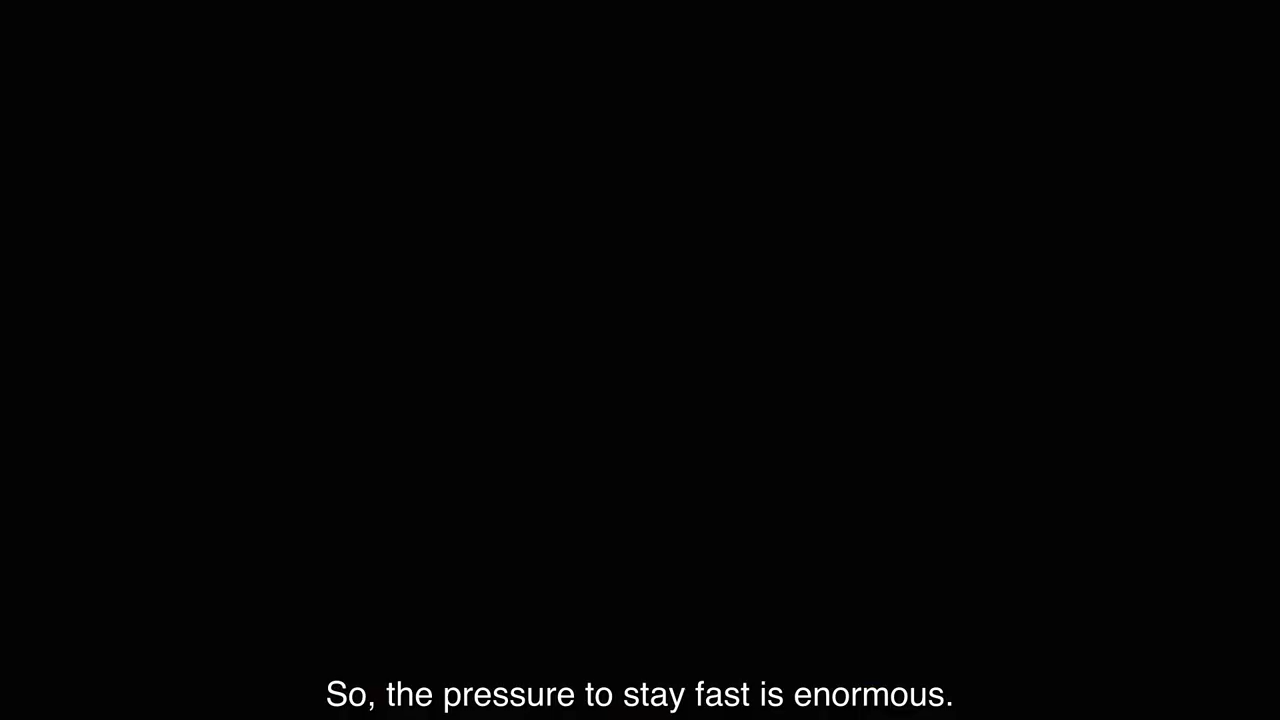 So, the pressure to stay fast is enormous.